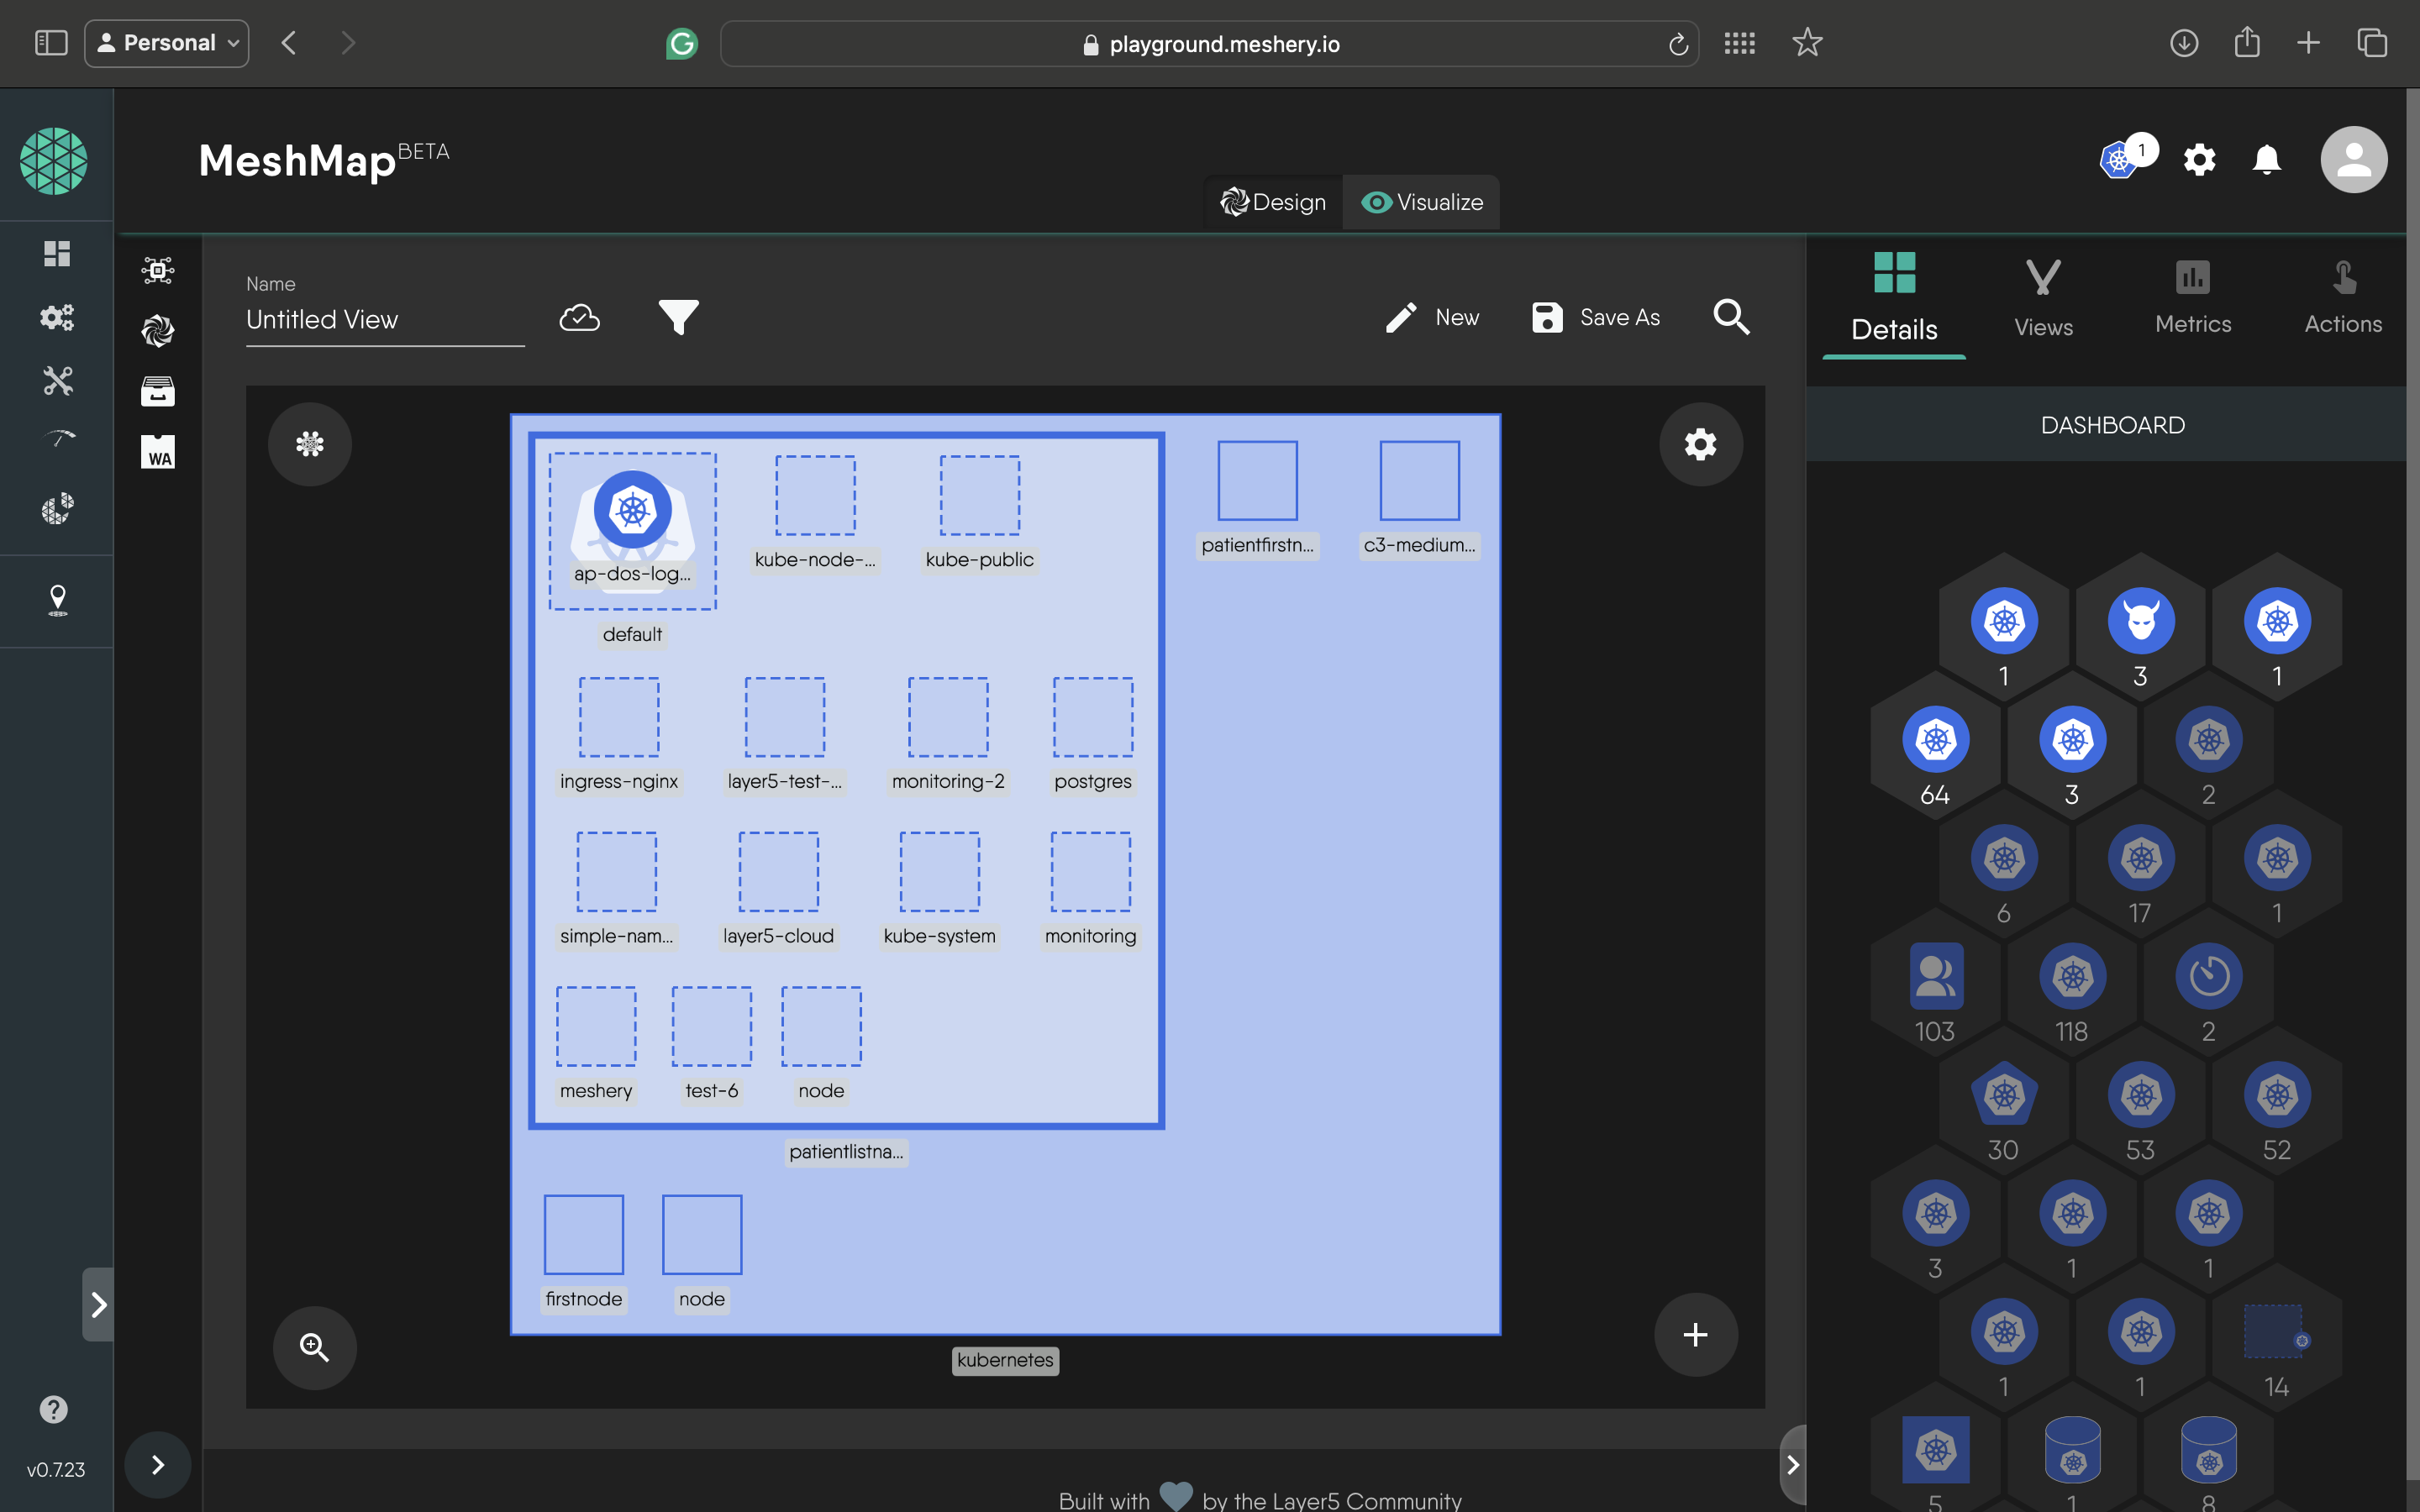 Personal
playground.meshery.io
MeshMap BETA
1
Design
Visualize
Name
Untitled View
New
Save As
Details
Views
Metrics
Actions
DASHBOARD
WA
ap-dos-log...
default
kube-node-...
kube-public
patientfirstn...
c3-medium...
ingress-nginx
layer5-test-...
monitoring-2
postgres
simple-nam...
layer5-cloud
kube-system
monitoring
meshery
test-6
node
patientlistna...
firstnode
node
kubernetes
1
3
1
64
3
2
6
17
1
103
118
2
30
53
52
3
1
1
1
1
14
5
1
8
v0.7.23
Built with by the Layer5 Community